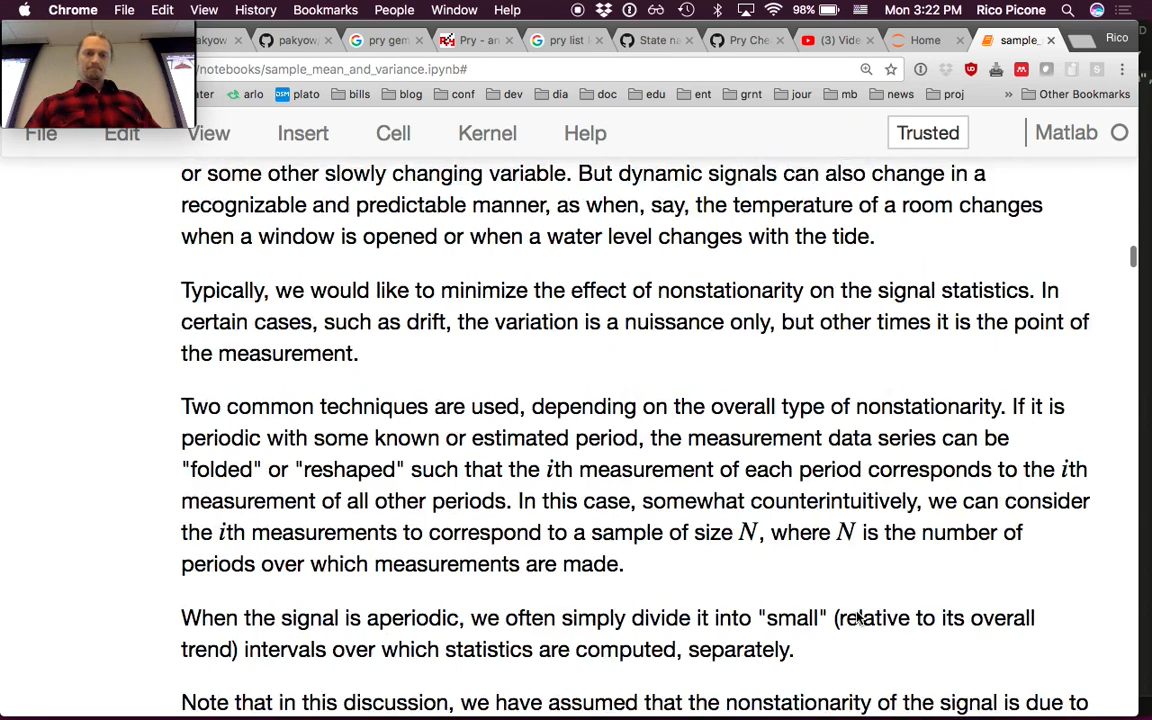 Chrome File Edit View History Bookmarks People Window Help 98% Mon 3:22 PM Rico Picone
pakyow pakyow, pry gem Pry - an pry list State na Pry Che (3) Vide Home sample_ Rico
/notebooks/sample_mean_and_variance.ipynb#
arlo plato bills blog conf dev dia doc edu ent grnt jour mb news proj » Other Bookmarks
File Edit View Insert Cell Kernel Help Trusted Matlab
or some other slowly changing variable. But dynamic signals can also change in a
recognizable and predictable manner, as when, say, the temperature of a room changes
when a window is opened or when a water level changes with the tide.
Typically, we would like to minimize the effect of nonstationarity on the signal statistics. In
certain cases, such as drift, the variation is a nuissance only, but other times it is the point of
the measurement.
Two common techniques are used, depending on the overall type of nonstationarity. If it is
periodic with some known or estimated period, the measurement data series can be
"folded" or "reshaped" such that the ith measurement of each period corresponds to the ith
measurement of all other periods. In this case, somewhat counterintuitively, we can consider
the ith measurements to correspond to a sample of size N, where N is the number of
periods over which measurements are made.
When the signal is aperiodic, we often simply divide it into "small" (relative to its overall
trend) intervals over which statistics are computed, separately.
Note that in this discussion, we have assumed that the nonstationarity of the signal is due to